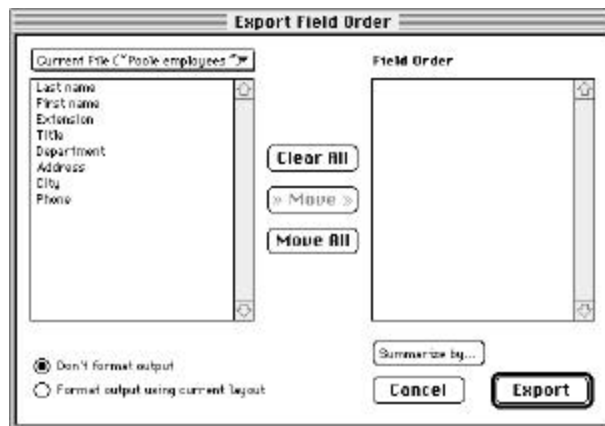 Export Field Order
Current File ("Poole employees ")
Field Order
Last name
First name
Extension
Title
Department
Address
City
Phone
Clear All
» Move »
Move All
Don't format output
Format output using current layout
Summarize by...
Cancel
Export